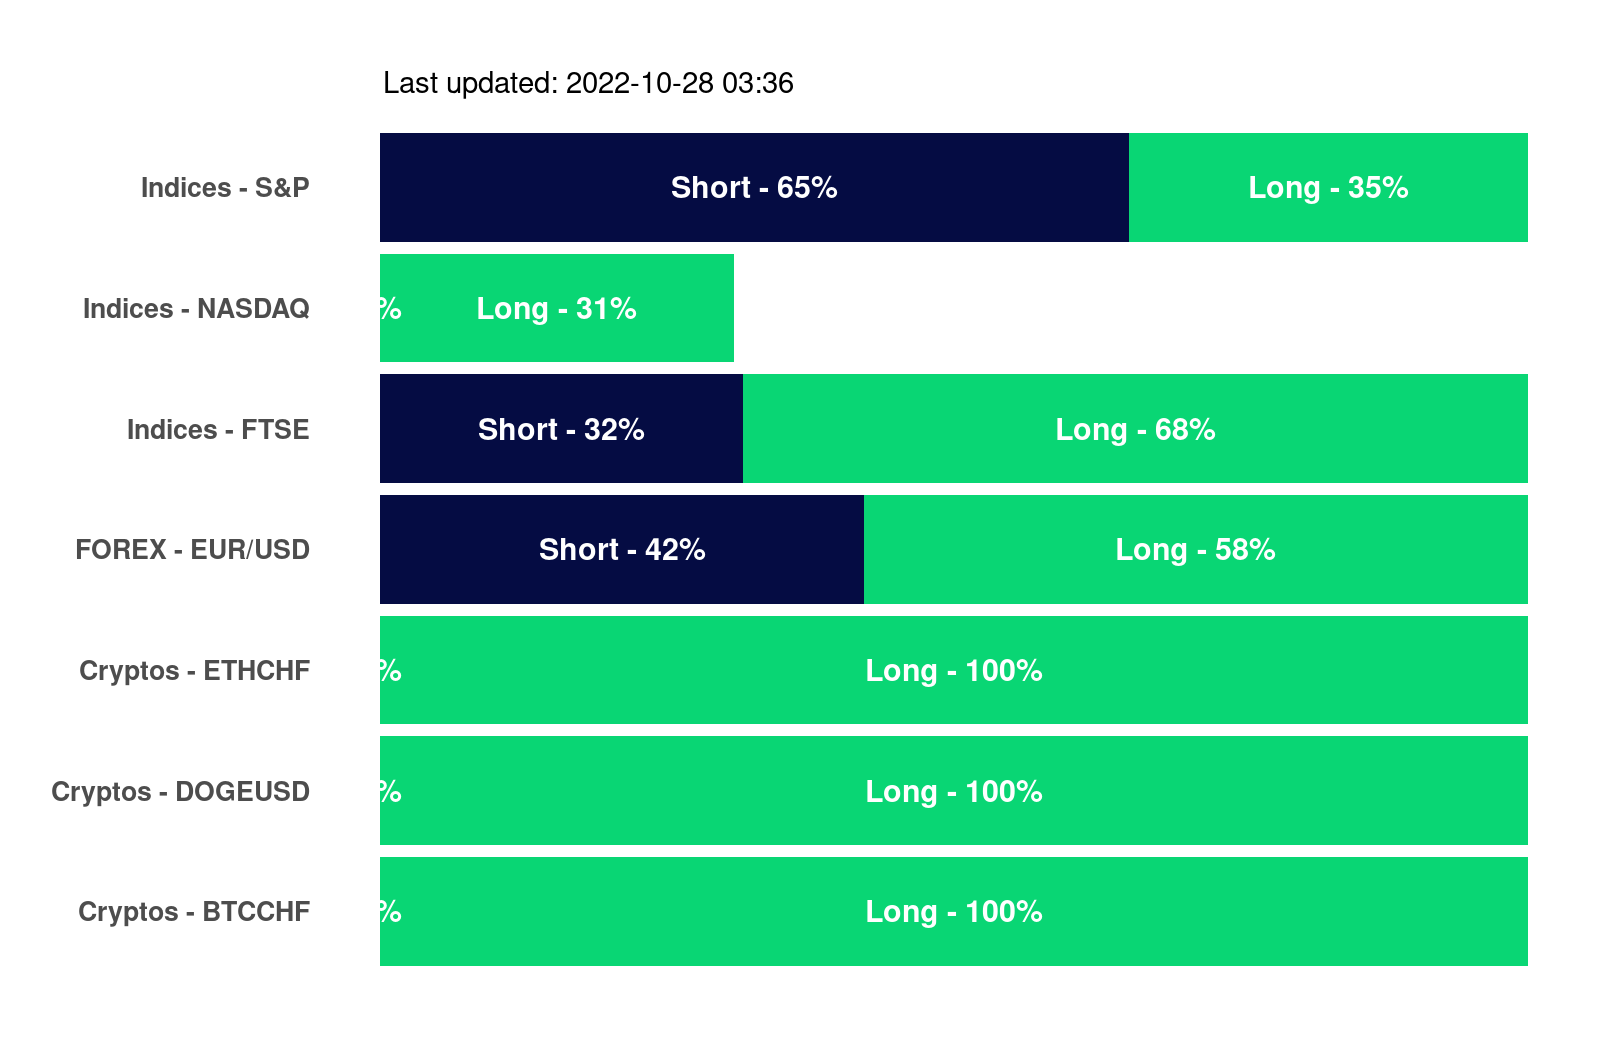 Last updated: 2022-10-28 03:36
Indices - S&P Short - 65% Long - 35%
Indices - NASDAQ % Long - 31%
Indices - FTSE Short - 32% Long - 68%
FOREX - EUR/USD Short - 42% Long - 58%
Cryptos - ETHCHF % Long - 100%
Cryptos - DOGEUSD % Long - 100%
Cryptos - BTCCHF % Long - 100%